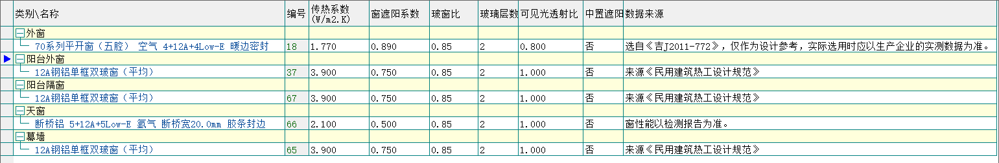 类别\名称 编号 传热系数 (W/m2.K) 窗遮阳系数 玻窗比 玻璃层数 可见光透射比 中置遮阳 数据来源
外窗
70系列平开窗（五腔） 空气 4+12A+4Low-E 暖边密封 18 1.770 0.890 0.85 2 0.800 否 选自《吉J2011-772》，仅作为设计参考，实际选用时应以生产企业的实测数据为准。
阳台外窗
12A钢铝单框双玻窗（平均） 37 3.900 0.750 0.85 2 1.000 否 来源《民用建筑热工设计规范》
阳台隔窗
12A钢铝单框双玻窗（平均） 67 3.900 0.750 0.85 2 1.000 否 来源《民用建筑热工设计规范》
天窗
断桥铝 5+12A+5Low-E 氩气 断桥宽20.0mm 胶条封边 66 2.100 0.500 0.85 2 1.000 否 窗性能以检测报告为准。
幕墙
12A钢铝单框双玻窗（平均） 65 3.900 0.750 0.85 2 1.000 否 来源《民用建筑热工设计规范》